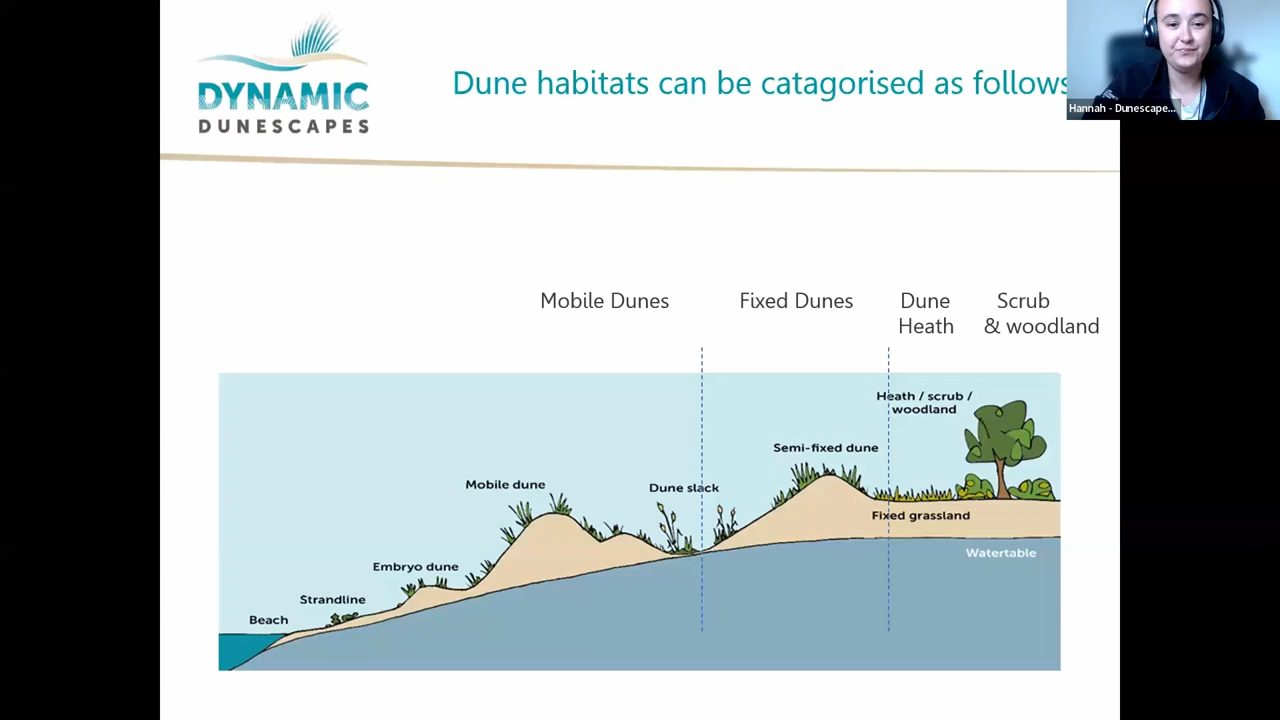 DYNAMIC
DUNESCAPES
Dune habitats can be catagorised as follows
Hannah - Dunescape...
Mobile Dunes
Fixed Dunes
Dune
Heath
Scrub
& woodland
Heath / scrub /
woodland
Semi-fixed dune
Mobile dune
Dune slack
Fixed grassland
Watertable
Embryo dune
Strandline
Beach